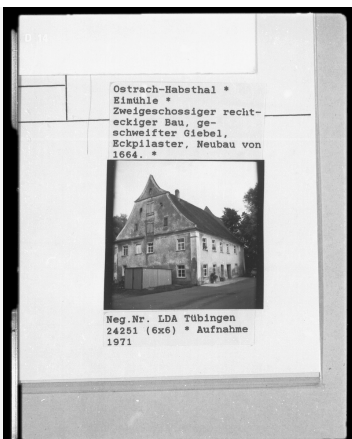 Ostrach-Habsthal *
Eimühle *
Zweigeschossiger recht-
eckiger Bau, ge-
schweifter Giebel,
Eckpilaster, Neubau von
1664. *
Neg.Nr. LDA Tübingen
24251 (6x6) * Aufnahme
1971